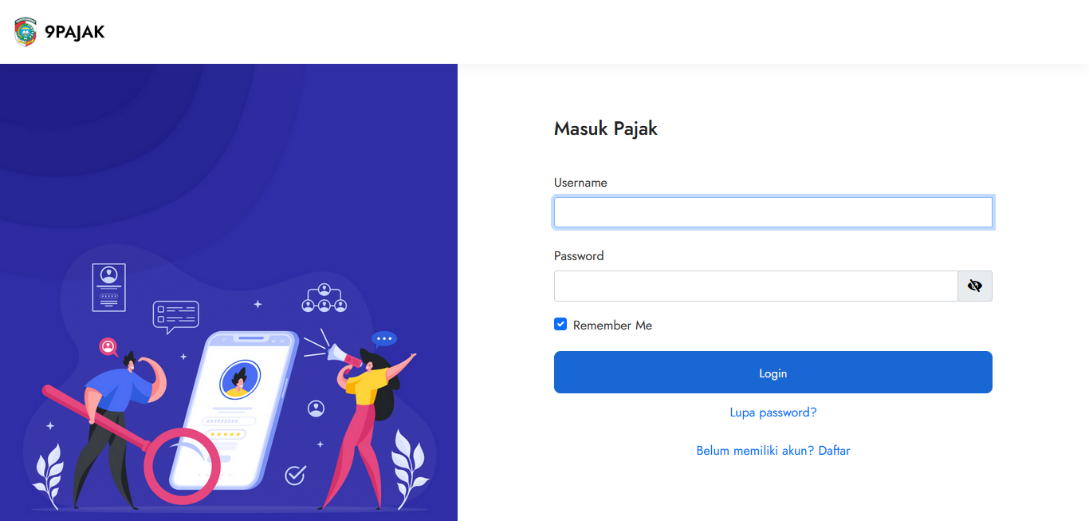 9PAJAK
Masuk Pajak
Username
Password
Remember Me
Login
Lupa password?
Belum memiliki akun? Daftar